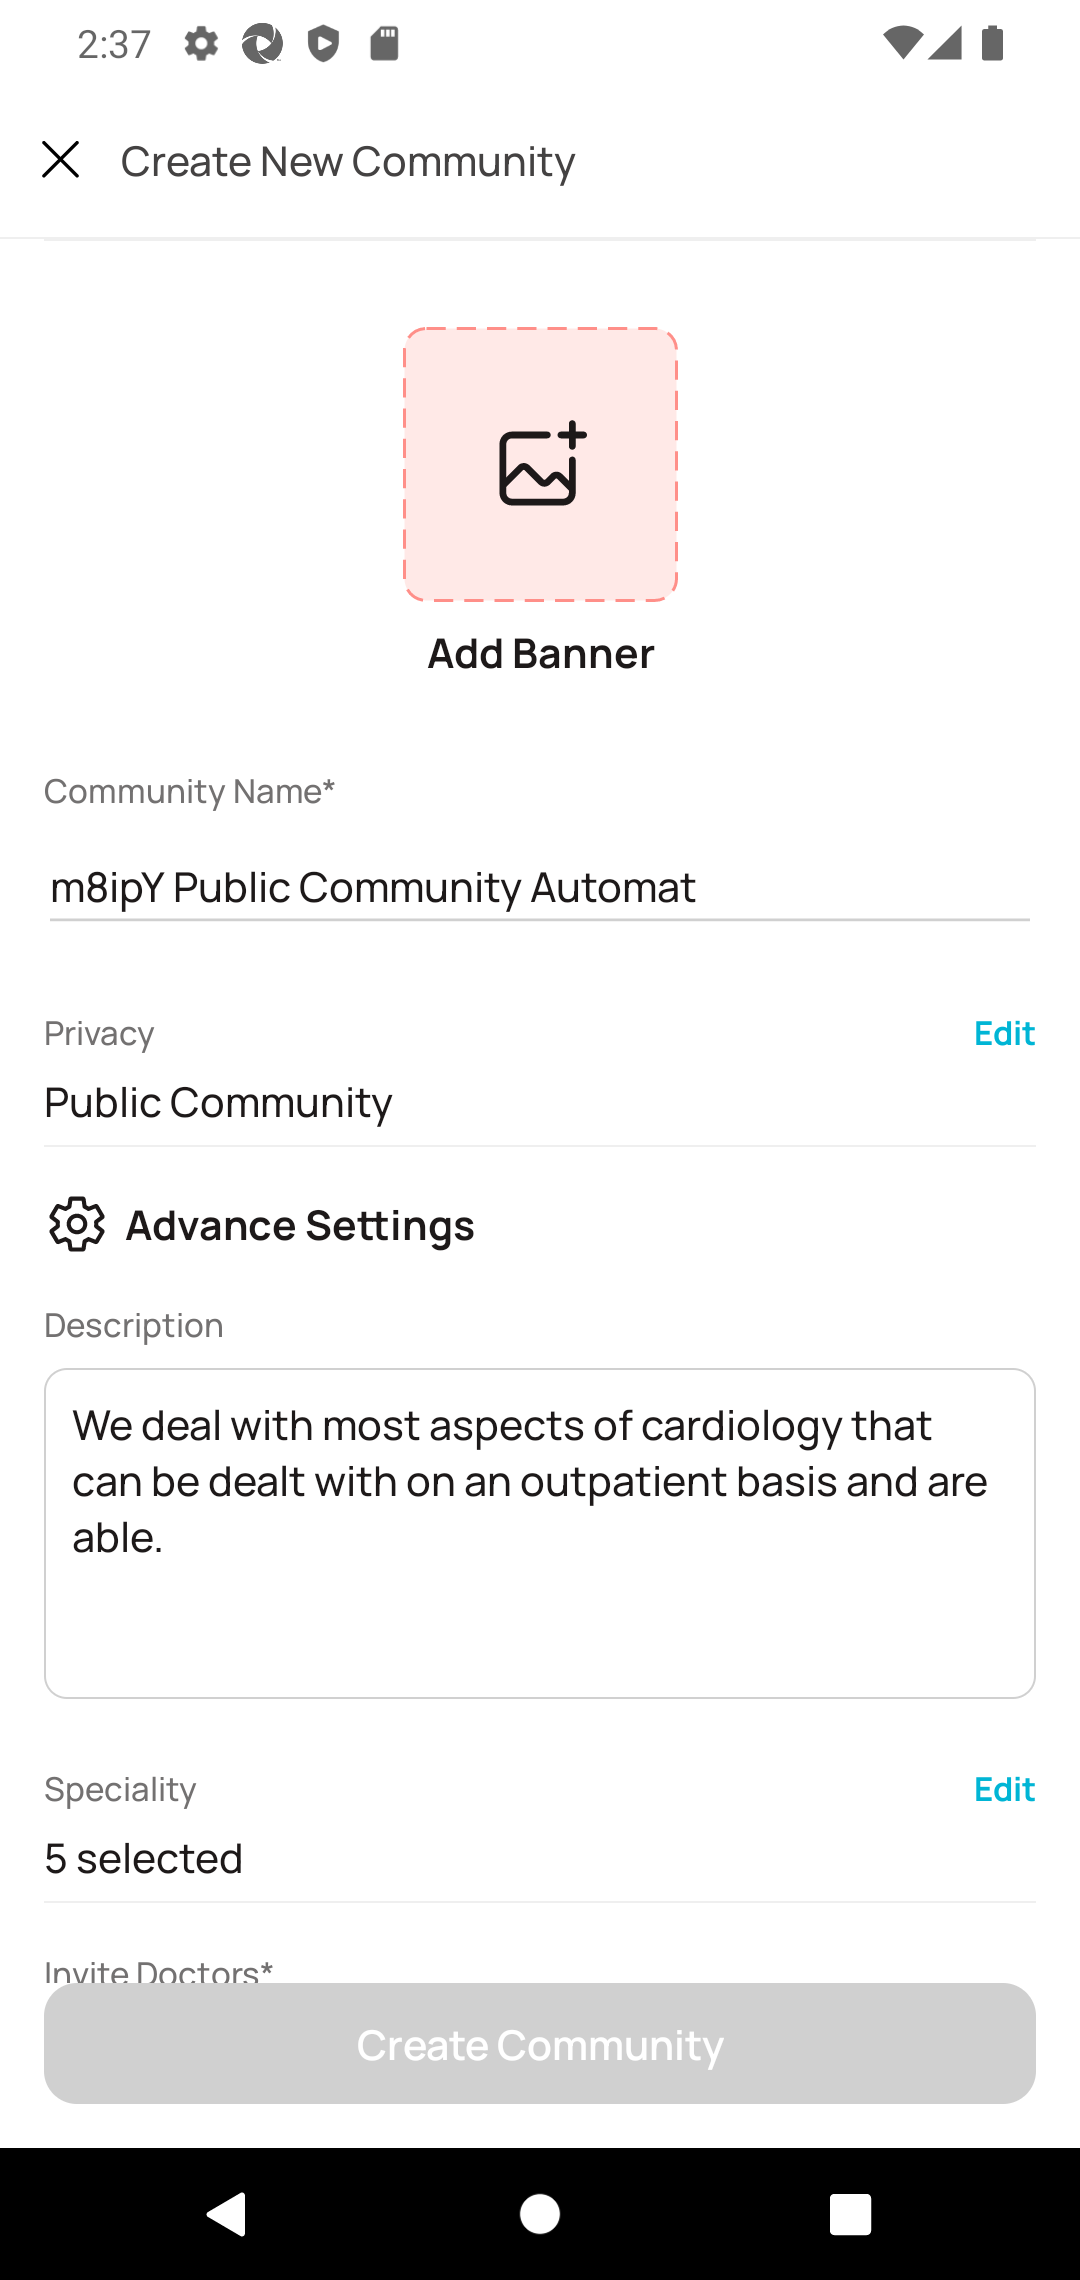 2:37
Create New Community
Add Banner
Community Name*
m8ipY Public Community Automat
Privacy
Edit
Public Community
Advance Settings
Description
We deal with most aspects of cardiology that
can be dealt with on an outpatient basis and are
able.
Speciality
Edit
5 selected
Invite Doctors*
Create Community